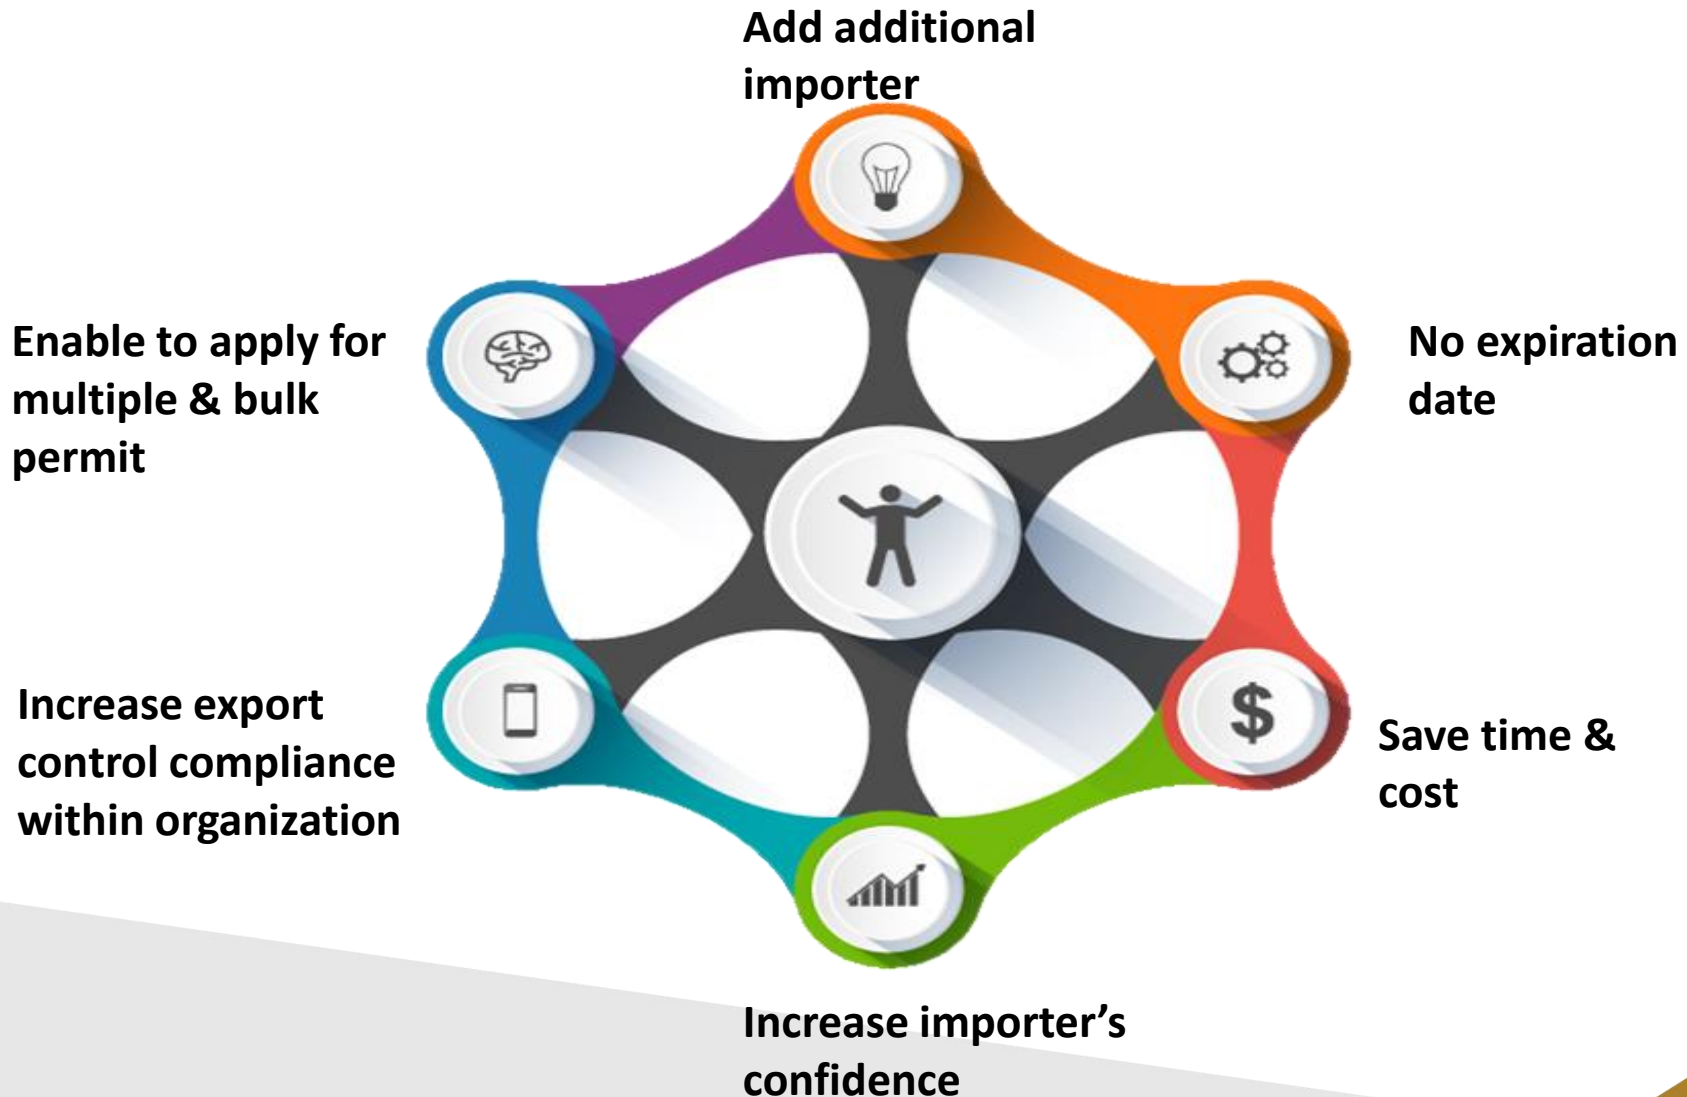 Add additional
importer
Enable to apply for
multiple & bulk
permit
No expiration
date
Increase export
control compliance
within organization
$
Save time &
cost
Increase importer’s
confidence